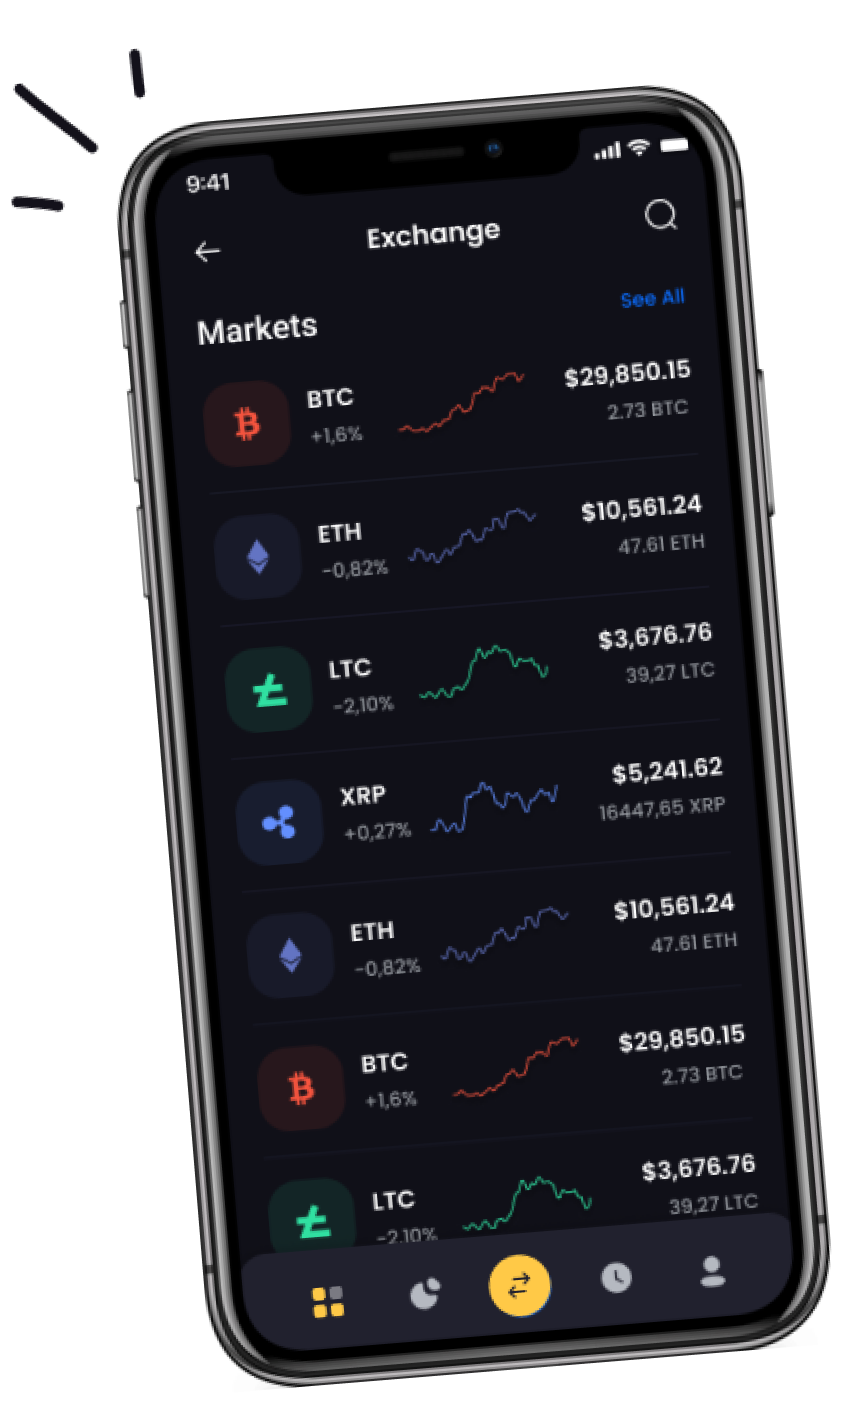 9:41
Exchange
See All
Markets
BTC
$29,850.15
+1,6%
2.73 BTC
ETH
$10,561.24
-0,82%
47.61 ETH
LTC
$3,676.76
-2,10%
39,27 LTC
XRP
$5,241.62
+0,27%
16447,65 XRP
ETH
$10,561.24
-0,82%
47.61 ETH
BTC
$29,850.15
+1,6%
2.73 BTC
LTC
$3,676.76
-2,10%
39,27 LTC